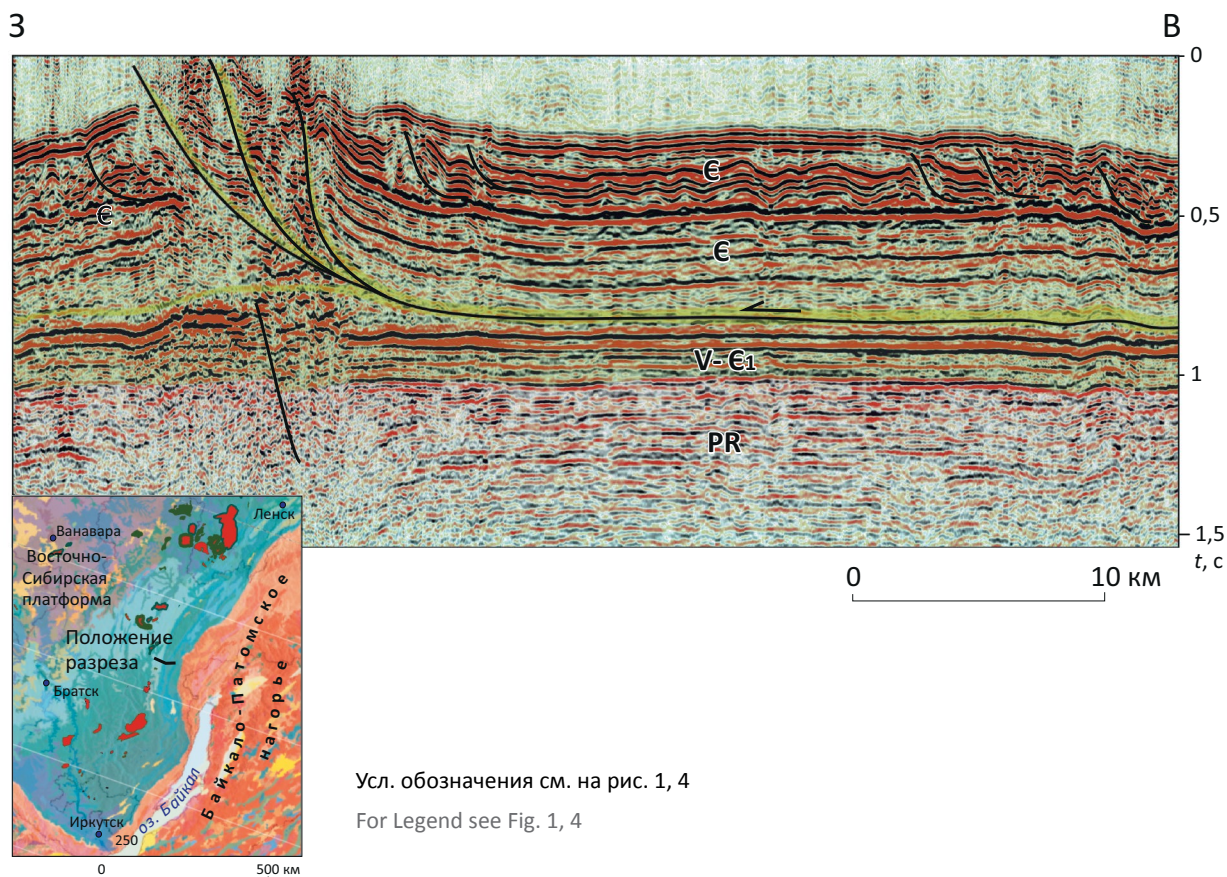 З В
0
Є
Є
0,5
Є
V- Є1
1
PR
1,5
t, с
0 10 км
Ленск
Ванавара
Восточно-
Сибирская
платформа
Положение
разреза
Братск
Байкало-Патомское
нагорье
оз. Байкал
Иркутск
250
0 500 км
Усл. обозначения см. на рис. 1, 4
For Legend see Fig. 1, 4